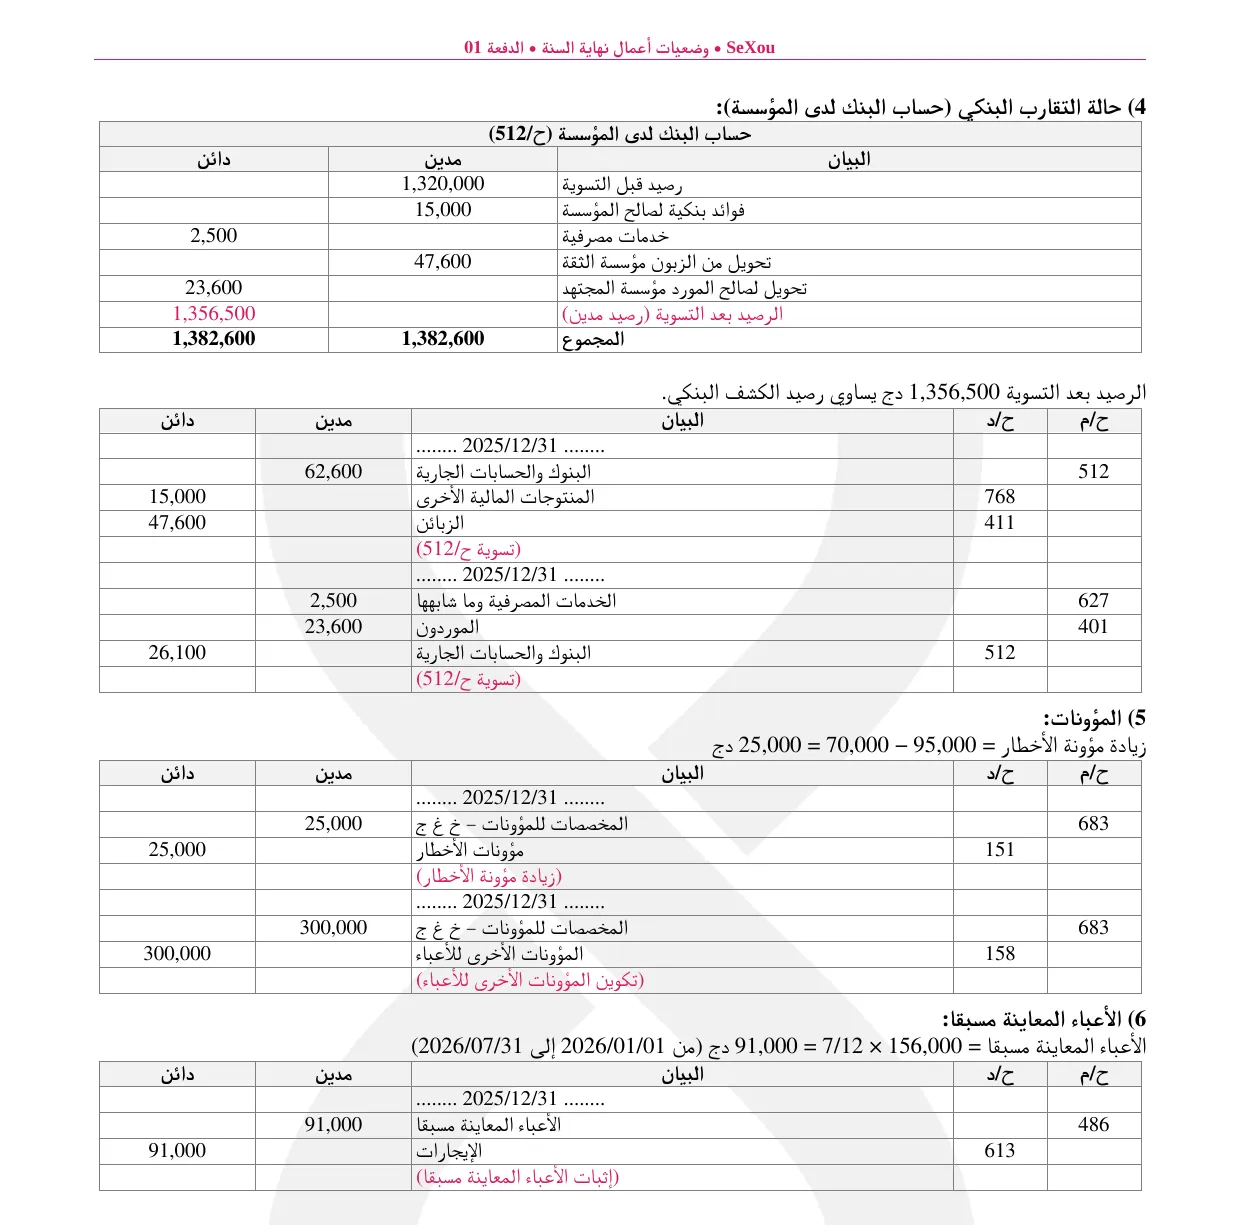 SeXou • وضعيات أعمال نهاية السنة • الدفعة 01
4) حالة التقارب البنكي (حساب البنك لدى المؤسسة):
حساب البنك لدى المؤسسة (ح/512)
البيان مدين دائن
رصيد قبل التسوية 1,320,000
فوائد بنكية لصالح المؤسسة 15,000
خدمات مصرفية 2,500
تحويل من الزبون مؤسسة الثقة 47,600
تحويل لصالح المورد مؤسسة المجتهد 23,600
الرصيد بعد التسوية (رصيد مدين) 1,356,500
المجموع 1,382,600 1,382,600
الرصيد بعد التسوية 1,356,500 دج يساوي رصيد الكشف البنكي.
ح/م ح/د البيان مدين دائن
........ 2025/12/31 ........
512 البنوك والحسابات الجارية 62,600
768 المنتوجات المالية الأخرى 15,000
411 الزبائن 47,600
(تسوية ح/512)
........ 2025/12/31 ........
627 الخدمات المصرفية وما شابهها 2,500
401 الموردون 23,600
512 البنوك والحسابات الجارية 26,100
(تسوية ح/512)
5) المؤونات:
زيادة مؤونة الأخطار = 95,000 − 70,000 = 25,000 دج
ح/م ح/د البيان مدين دائن
........ 2025/12/31 ........
683 المخصصات للمؤونات – خ غ ج 25,000
151 مؤونات الأخطار 25,000
(زيادة مؤونة الأخطار)
........ 2025/12/31 ........
683 المخصصات للمؤونات – خ غ ج 300,000
158 المؤونات الأخرى للأعباء 300,000
(تكوين المؤونات الأخرى للأعباء)
6) الأعباء المعاينة مسبقا:
الأعباء المعاينة مسبقا = 156,000 × 7/12 = 91,000 دج (من 2026/01/01 إلى 2026/07/31)
ح/م ح/د البيان مدين دائن
........ 2025/12/31 ........
486 الأعباء المعاينة مسبقا 91,000
613 الإيجارات 91,000
(إثبات الأعباء المعاينة مسبقا)